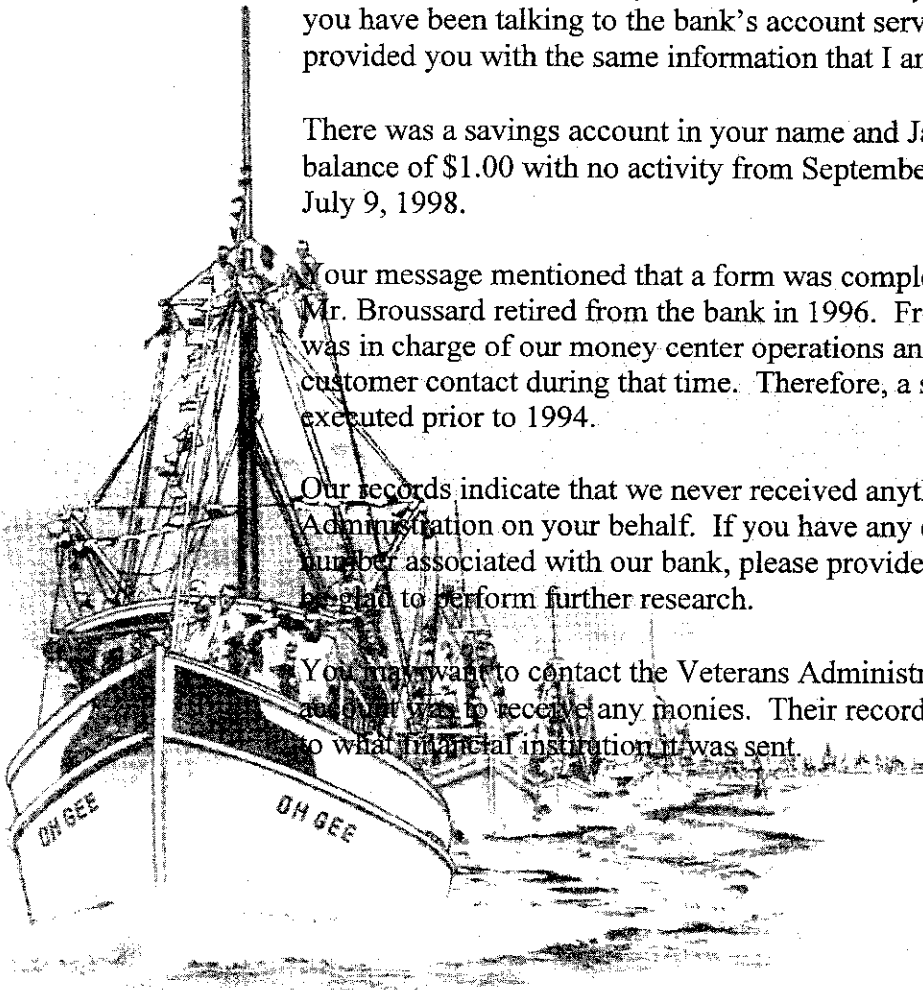 you have been talking to the bank's account serv
provided you with the same information that I an
There was a savings account in your name and Ja
balance of $1.00 with no activity from Septembe
July 9, 1998.
Your message mentioned that a form was comple
Mr. Broussard retired from the bank in 1996. Fr
was in charge of our money center operations an
customer contact during that time. Therefore, a s
executed prior to 1994.
Our records indicate that we never received anyt
Administration on your behalf. If you have any
number associated with our bank, please provide
be glad to perform further research.
You may want to contact the Veterans Administr
account was to receive any monies. Their record
to what financial institution it was sent.
OH GEE
OH GEE